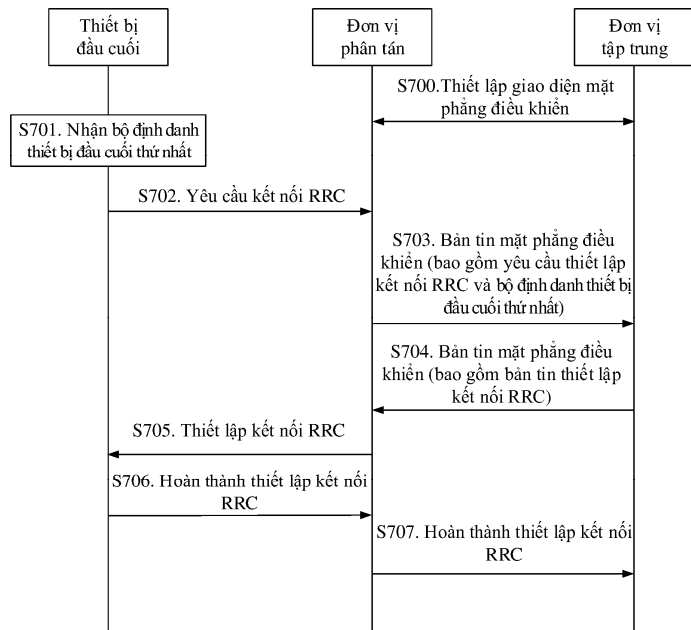 Thiết bị
đầu cuối
Đơn vị
phân tán
Đơn vị
tập trung
S700.Thiết lập giao diện mặt
phẳng điều khiển
S701. Nhận bộ định danh
thiết bị đầu cuối thứ nhất
S702. Yêu cầu kết nối RRC
S703. Bản tin mặt phẳng điều
khiển (bao gồm yêu cầu thiết lập
kết nối RRC và bộ định danh thiết bị
đầu cuối thứ nhất)
S704. Bản tin mặt phẳng điều
khiển (bao gồm bản tin thiết lập
kết nối RRC)
S705. Thiết lập kết nối RRC
S706. Hoàn thành thiết lập kết nối
RRC
S707. Hoàn thành thiết lập kết nối
RRC